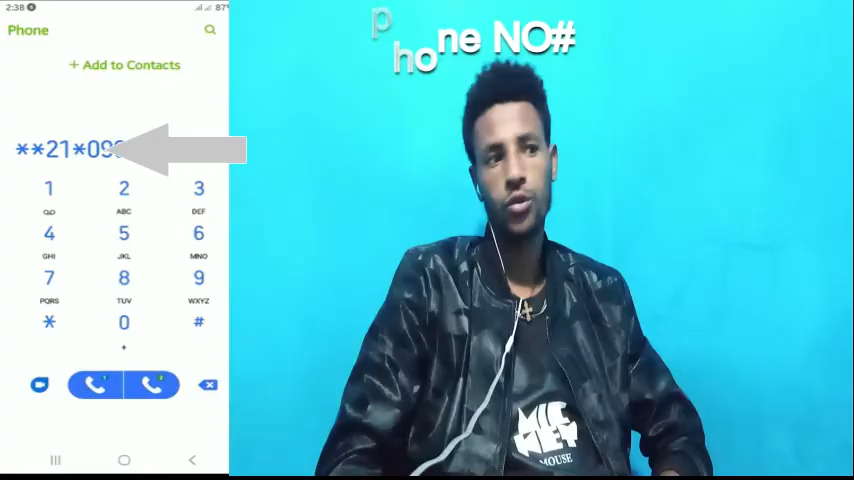 2:38
87%
Phone
+ Add to Contacts
**21*09
1 2 3
ABC DEF
4 5 6
GHI JKL MNO
7 8 9
PQRS TUV WXYZ
* 0 #
+
phone NO#
MIC
KEY
MOUSE